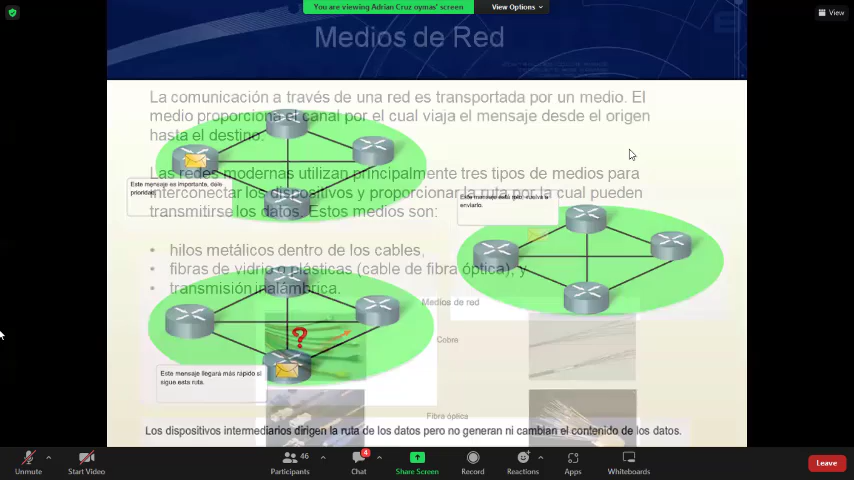 You are viewing Adrian Cruz oymas' screen
View Options
View
Medios de Red
La comunicación a través de una red es transportada por un medio. El
medio proporciona el canal por el cual viaja el mensaje desde el origen
hasta el destino.
Las redes modernas utilizan principalmente tres tipos de medios para
interconectar los dispositivos y proporcionar la ruta por la cual pueden
transmitirse los datos. Estos medios son:
Este mensaje es importante, dale
prioridad.
Este mensaje está roto, vuelva a
enviarlo.
• hilos metálicos dentro de los cables,
• fibras de vidrio o plásticas (cable de fibra óptica), y
• transmisión inalámbrica.
Medios de red
Cobre
?
Este mensaje llegará más rápido si
sigue esta ruta.
Fibra óptica
Los dispositivos intermediarios dirigen la ruta de los datos pero no generan ni cambian el contenido de los datos.
46
4
Unmute
Start Video
Participants
Chat
Share Screen
Record
Reactions
Apps
Whiteboards
Leave